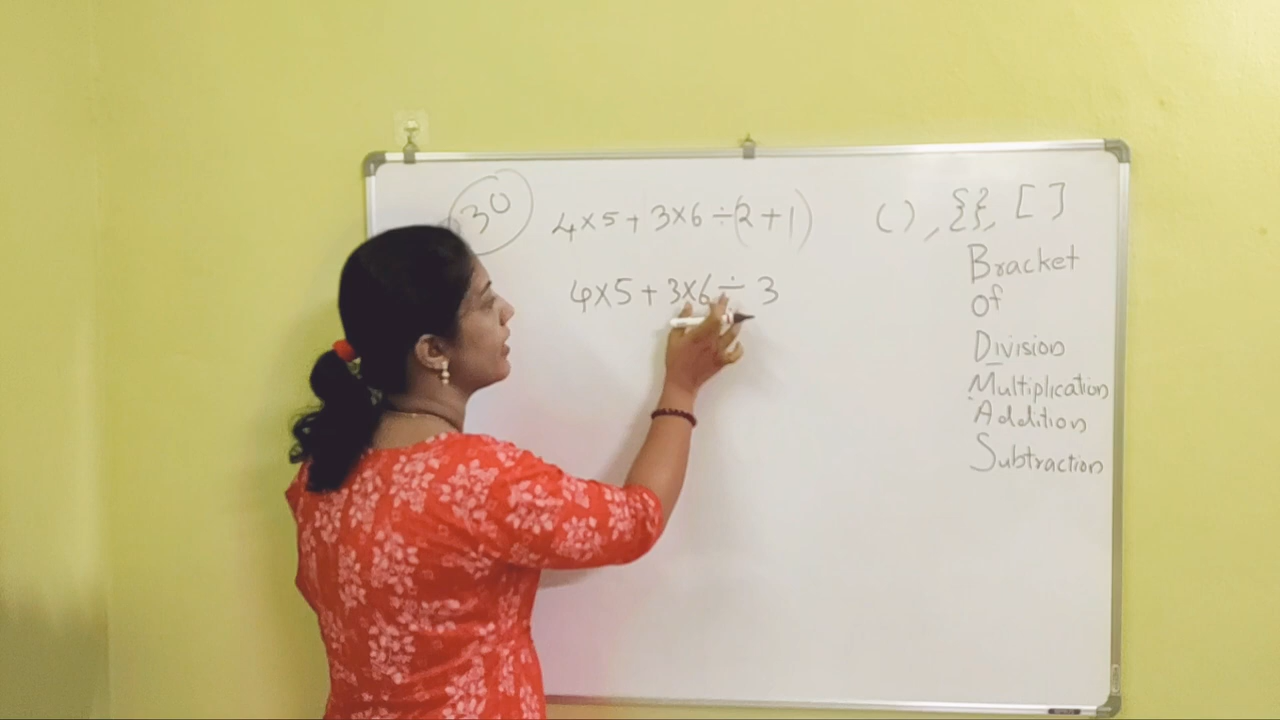 30
4×5+ 3×6 ÷(2+1)
4×5+3×6÷ 3
( ) , { }, [ ]
Bracket
Of
Division
Multiplication
Addition
Subtraction